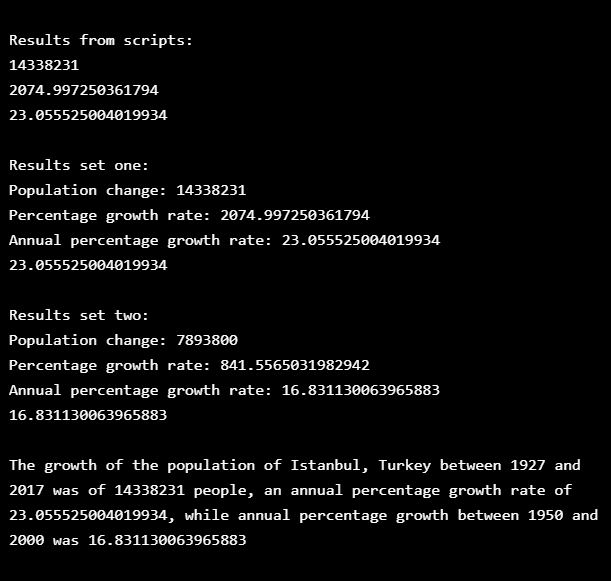 Results from scripts:
14338231
2074.997250361794
23.055525004019934
Results set one:
Population change: 14338231
Percentage growth rate: 2074.997250361794
Annual percentage growth rate: 23.055525004019934
23.055525004019934
Results set two:
Population change: 7893800
Percentage growth rate: 841.5565031982942
Annual percentage growth rate: 16.831130063965883
16.831130063965883
The growth of the population of Istanbul, Turkey between 1927 and
2017 was of 14338231 people, an annual percentage growth rate of
23.055525004019934, while annual percentage growth between 1950 and
2000 was 16.831130063965883